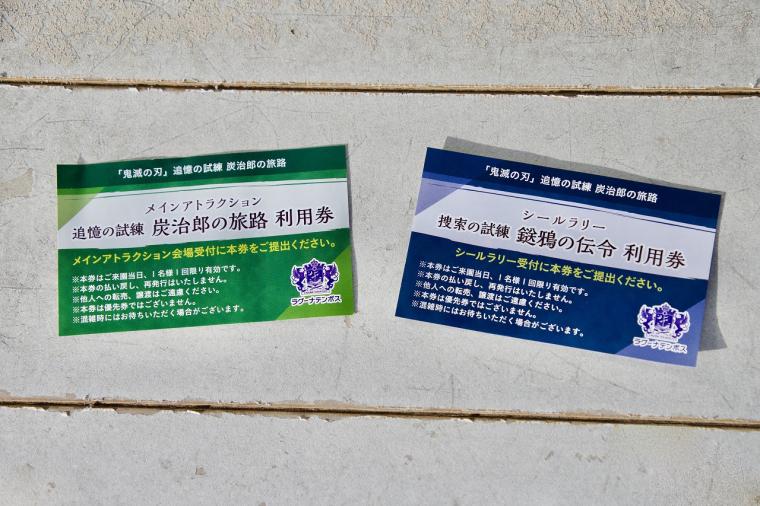 「鬼滅の刃」追憶の試練 炭治郎の旅路
メインアトラクション
追憶の試練 炭治郎の旅路 利用券
メインアトラクション会場受付に本券をご提出ください。
※本券はご来園当日、1名様1回限り有効です。
※本券の払い戻し、再発行はいたしません。
※他人への転売、譲渡はご遠慮ください。
※本券は優先券ではございません。
※混雑時にはお待ちいただく場合がございます。
ラグーナテンボス
「鬼滅の刃」追憶の試練 炭治郎の旅路
シールラリー
捜索の試練 鎹鴉の伝令 利用券
シールラリー受付に本券をご提出ください。
※本券はご来園当日、1名様1回限り有効です。
※本券の払い戻し、再発行はいたしません。
※他人への転売、譲渡はご遠慮ください。
※本券は優先券ではございません。
※混雑時にはお待ちいただく場合がございます。
ラグーナテンボス